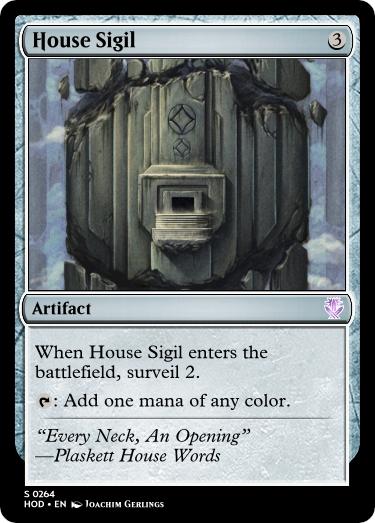 House Sigil 3
Artifact
When House Sigil enters the
battlefield, surveil 2.
: Add one mana of any color.
“Every Neck, An Opening”
—Plaskett House Words
S 0264
HOD • EN Joachim Gerlings